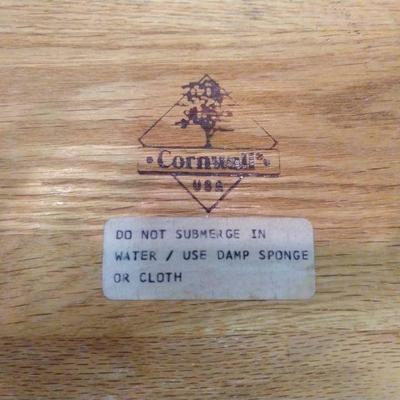 Cornwall
USA
DO NOT SUBMERGE IN
WATER / USE DAMP SPONGE
OR CLOTH